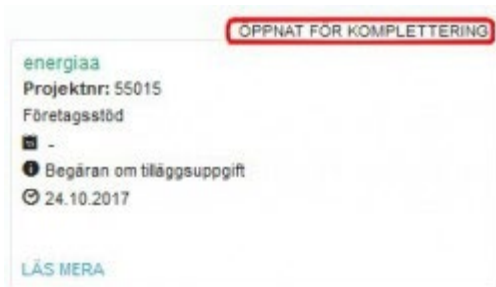 ÖPPNAT FÖR KOMPLETTERING
energiaa
Projektnr: 55015
Företagsstöd
-
Begäran om tilläggsuppgift
24.10.2017
LÄS MERA